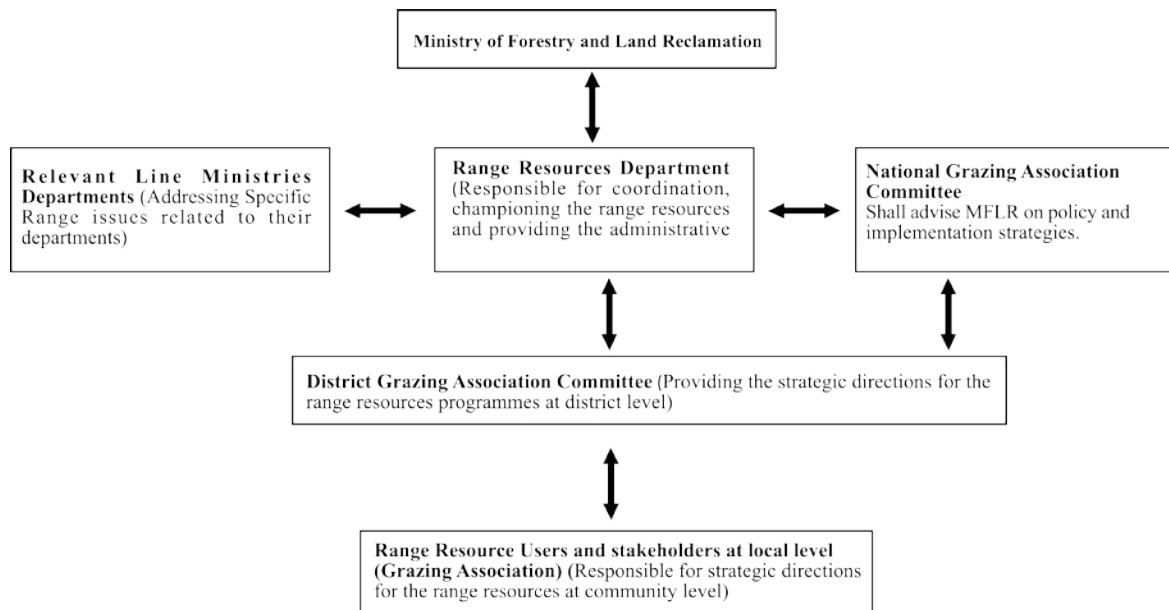 Ministry of Forestry and Land Reclamation
Relevant Line Ministries
Departments (Addressing Specific
Range issues related to their
departments)
Range Resources Department
(Responsible for coordination,
championing the range resources
and providing the administrative
National Grazing Association
Committee
Shall advise MFLR on policy and
implementation strategies.
District Grazing Association Committee (Providing the strategic directions for the
range resources programmes at district level)
Range Resource Users and stakeholders at local level
(Grazing Association) (Responsible for strategic directions
for the range resources at community level)